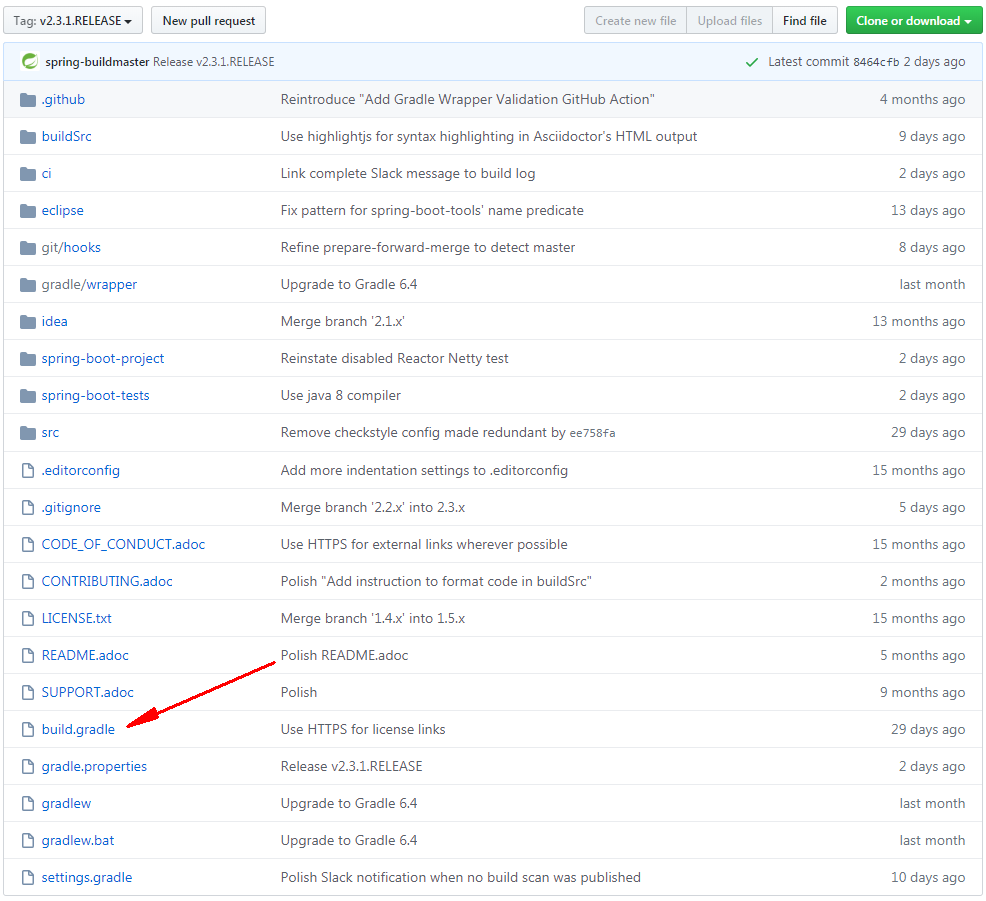 Tag: v2.3.1.RELEASE New pull request Create new file Upload files Find file Clone or download
spring-buildmaster Release v2.3.1.RELEASE Latest commit 8464cfb 2 days ago
.github Reintroduce "Add Gradle Wrapper Validation GitHub Action" 4 months ago
buildSrc Use highlightjs for syntax highlighting in Asciidoctor's HTML output 9 days ago
ci Link complete Slack message to build log 2 days ago
eclipse Fix pattern for spring-boot-tools' name predicate 13 days ago
git/hooks Refine prepare-forward-merge to detect master 8 days ago
gradle/wrapper Upgrade to Gradle 6.4 last month
idea Merge branch '2.1.x' 13 months ago
spring-boot-project Reinstate disabled Reactor Netty test 2 days ago
spring-boot-tests Use java 8 compiler 2 days ago
src Remove checkstyle config made redundant by ee758fa 29 days ago
.editorconfig Add more indentation settings to .editorconfig 15 months ago
.gitignore Merge branch '2.2.x' into 2.3.x 5 days ago
CODE_OF_CONDUCT.adoc Use HTTPS for external links wherever possible 15 months ago
CONTRIBUTING.adoc Polish "Add instruction to format code in buildSrc" 2 months ago
LICENSE.txt Merge branch '1.4.x' into 1.5.x 15 months ago
README.adoc Polish README.adoc 5 months ago
SUPPORT.adoc Polish 9 months ago
build.gradle Use HTTPS for license links 29 days ago
gradle.properties Release v2.3.1.RELEASE 2 days ago
gradlew Upgrade to Gradle 6.4 last month
gradlew.bat Upgrade to Gradle 6.4 last month
settings.gradle Polish Slack notification when no build scan was published 10 days ago